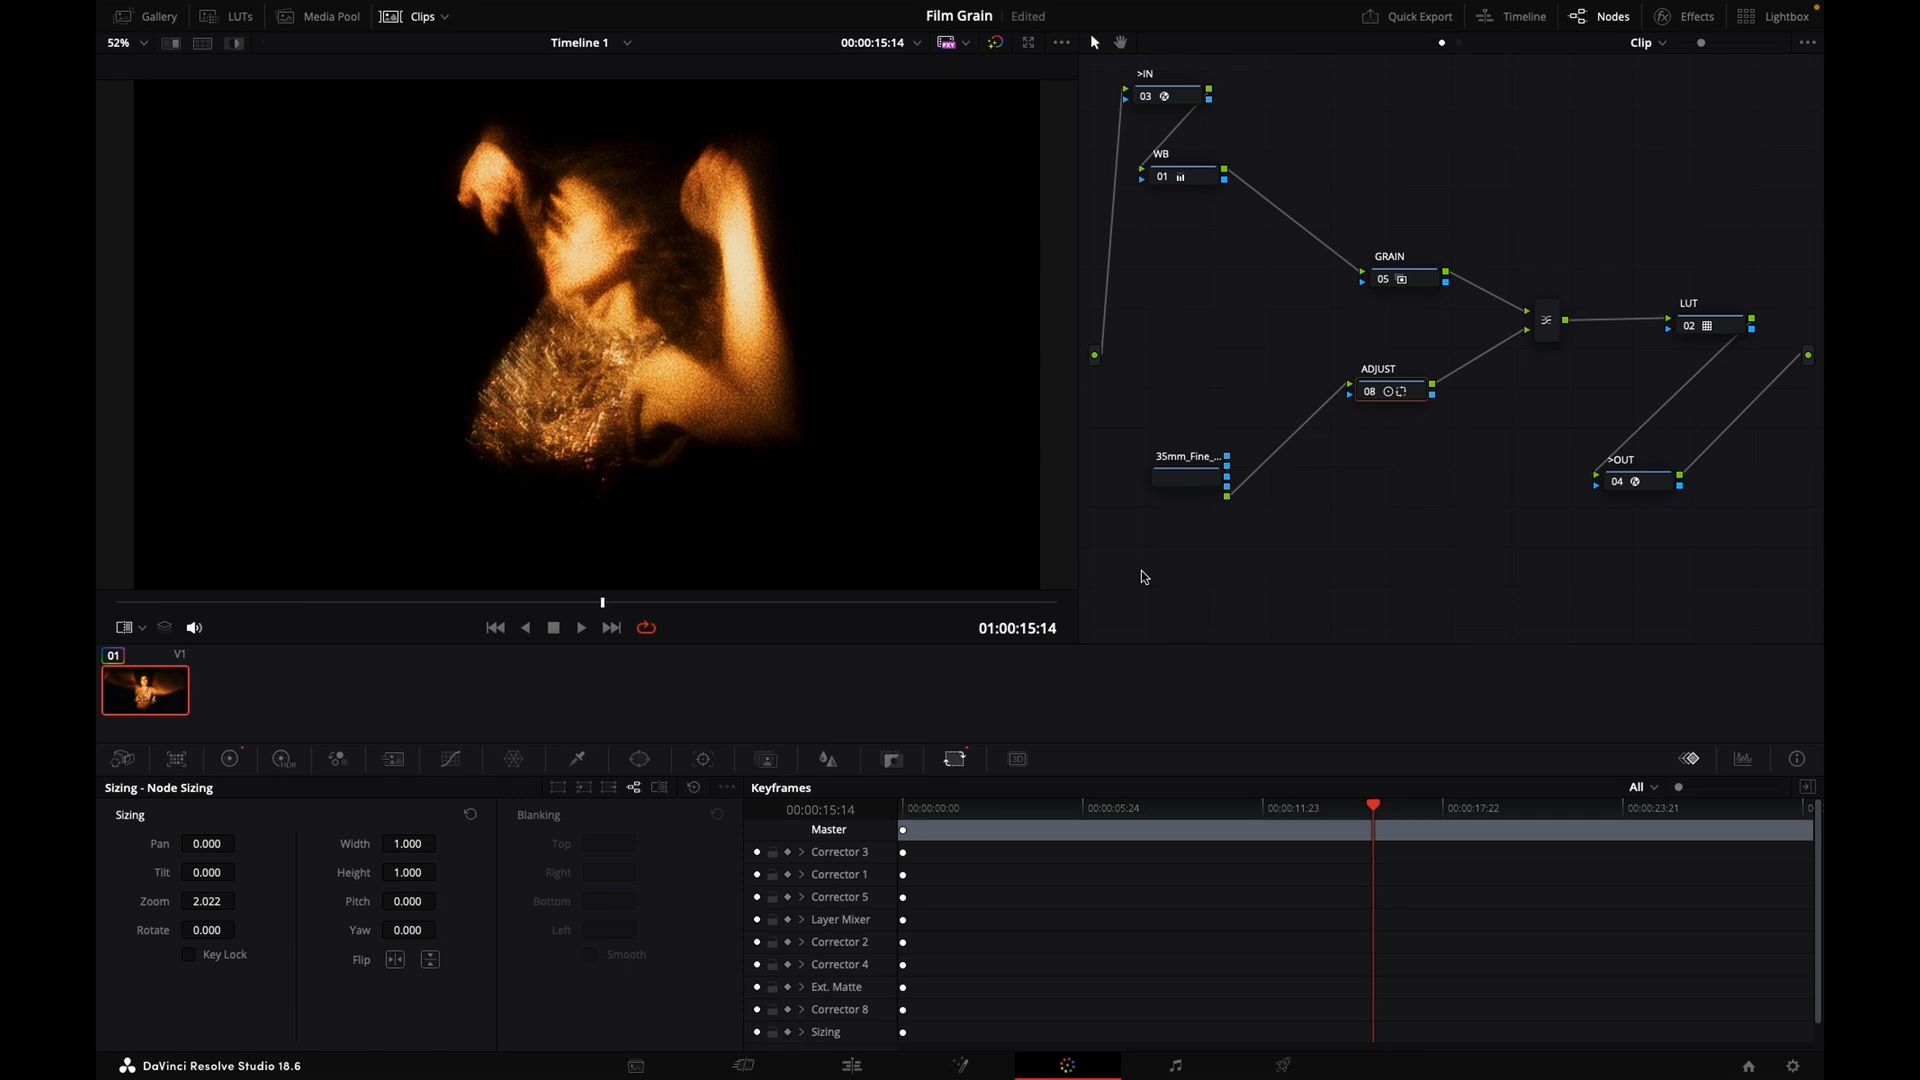 Gallery LUTs Media Pool Clips Film Grain Edited Quick Export Timeline Nodes Effects Lightbox
52% Timeline 1 00:00:15:14 PXY Clip
>IN
03
WB
01
GRAIN
05
LUT
02
ADJUST
08
35mm_Fine_...
>OUT
04
01:00:15:14
01 V1
HDR 3D
Sizing - Node Sizing
Keyframes
All
00:00:15:14 00:00:00:00 00:00:05:24 00:00:11:23 00:00:17:22 00:00:23:21
Sizing Blanking
Pan 0.000 Width 1.000 Top
Tilt 0.000 Height 1.000 Right
Zoom 2.022 Pitch 0.000 Bottom
Rotate 0.000 Yaw 0.000 Left
Key Lock Flip Smooth
Master
Corrector 3
Corrector 1
Corrector 5
Layer Mixer
Corrector 2
Corrector 4
Ext. Matte
Corrector 8
Sizing
DaVinci Resolve Studio 18.6